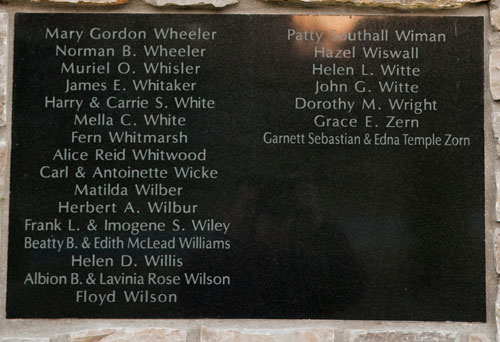 Mary Gordon Wheeler
Norman B. Wheeler
Muriel O. Whisler
James E. Whitaker
Harry & Carrie S. White
Mella C. White
Fern Whitmarsh
Alice Reid Whitwood
Carl & Antoinette Wicke
Matilda Wilber
Herbert A. Wilbur
Frank L. & Imogene S. Wiley
Beatty B. & Edith McLead Williams
Helen D. Willis
Albion B. & Lavinia Rose Wilson
Floyd Wilson
Patty Southall Wiman
Hazel Wiswall
Helen L. Witte
John G. Witte
Dorothy M. Wright
Grace E. Zern
Garnett Sebastian & Edna Temple Zorn